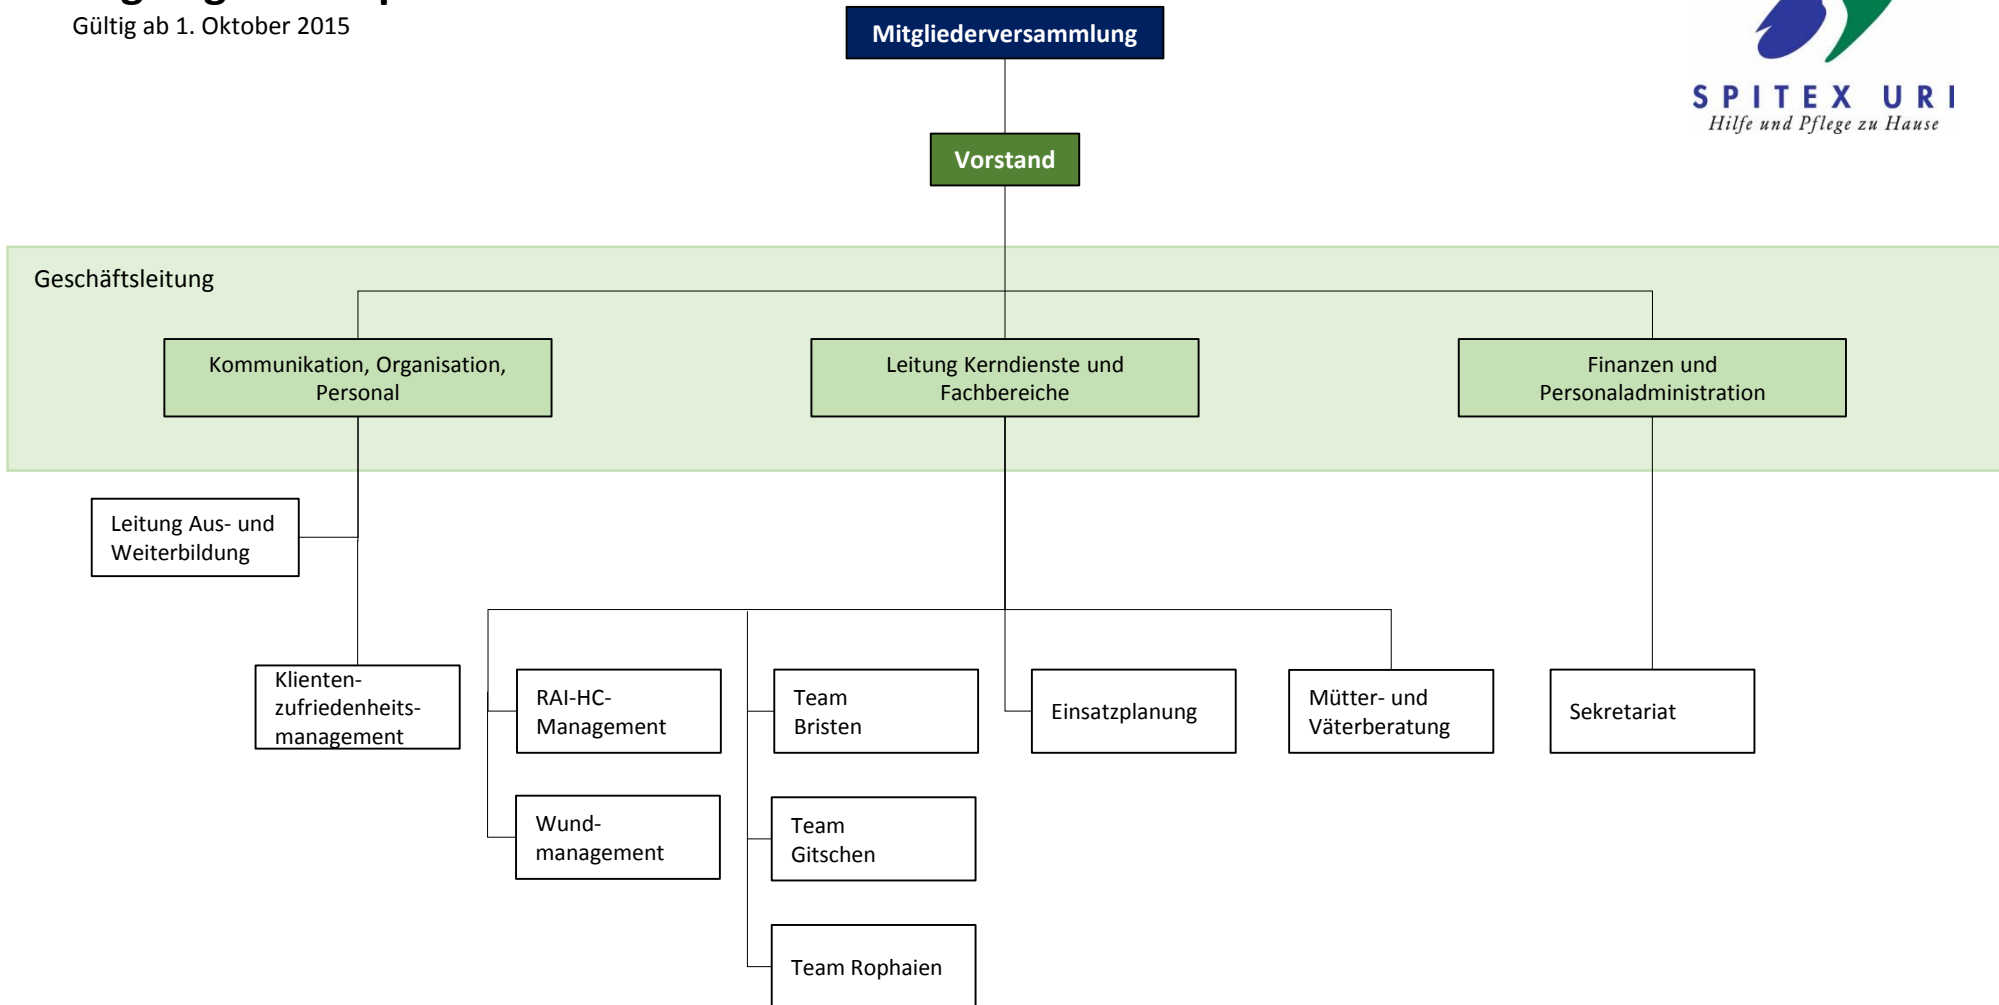 Gültig ab 1. Oktober 2015
Mitgliederversammlung
SPITEX URI
Hilfe und Pflege zu Hause
Vorstand
Geschäftsleitung
Kommunikation, Organisation,
Personal
Leitung Kerndienste und
Fachbereiche
Finanzen und
Personaladministration
Leitung Aus- und
Weiterbildung
Klienten-
zufriedenheits-
management
RAI-HC-
Management
Team
Bristen
Einsatzplanung
Mütter- und
Väterberatung
Sekretariat
Wund-
management
Team
Gitschen
Team Rophaien